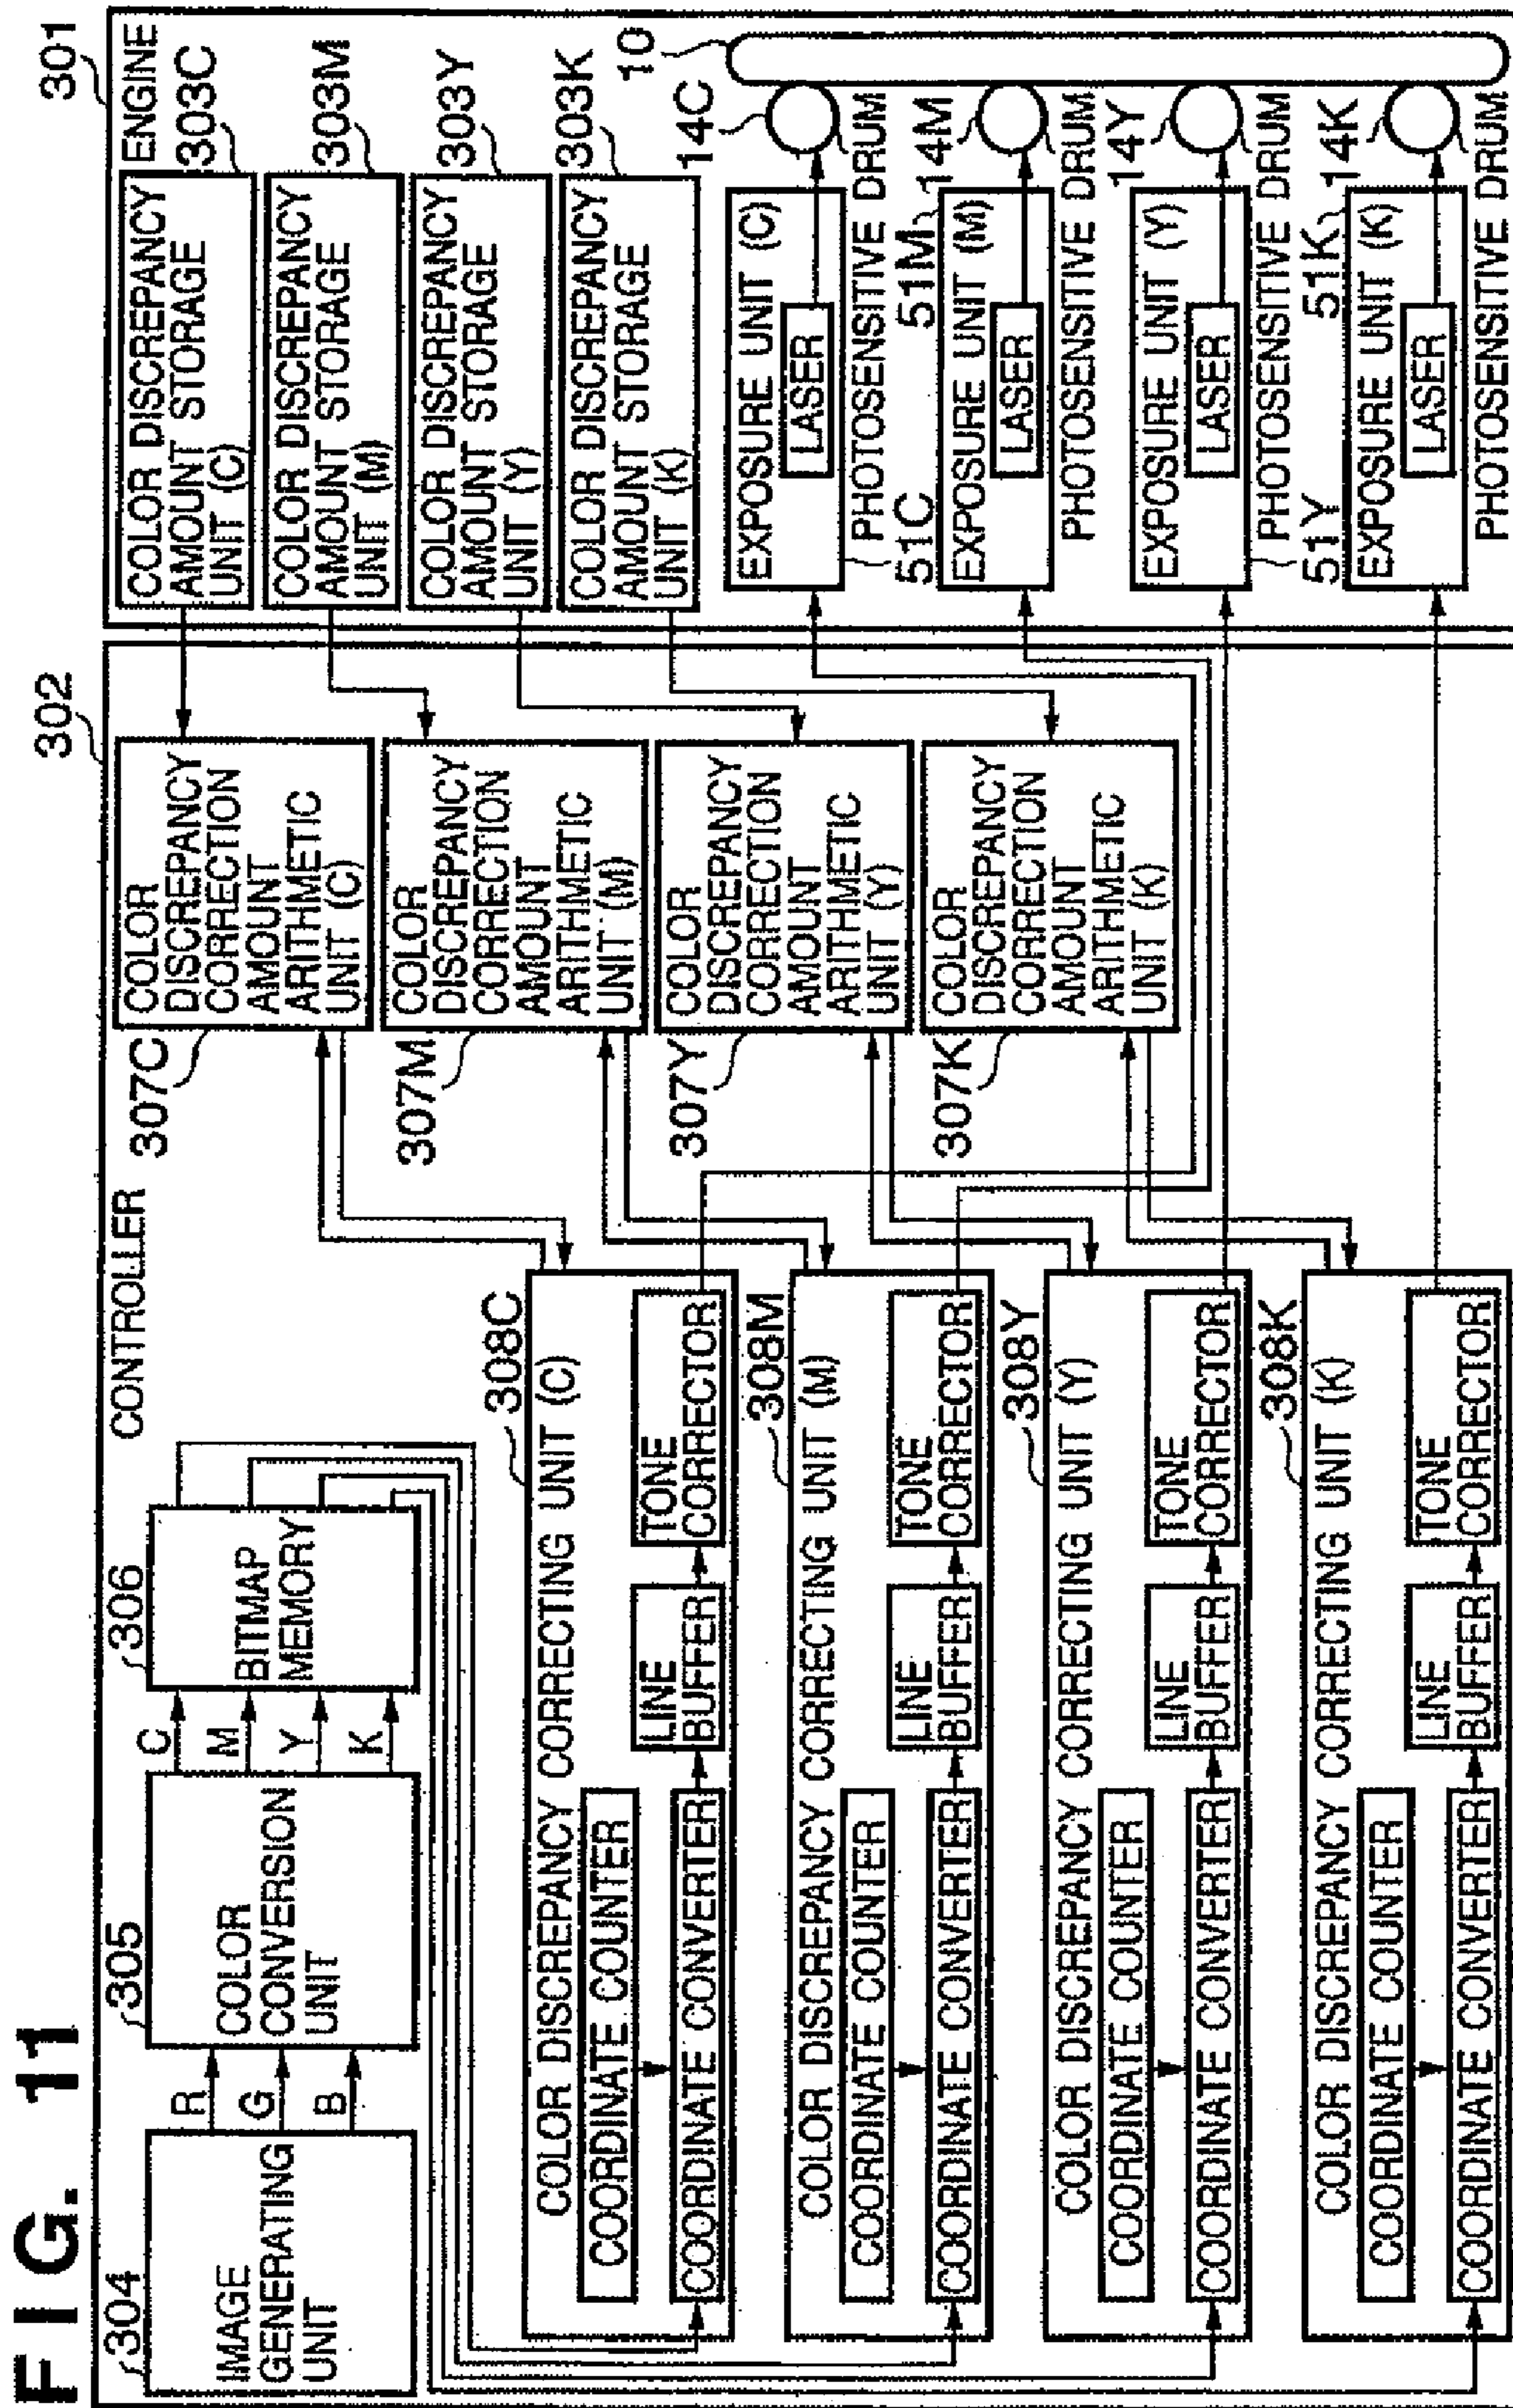 FIG. 11
302
CONTROLLER
304
IMAGE
GENERATING
UNIT
R
G
B
305
COLOR
CONVERSION
UNIT
C
M
Y
K
306
BITMAP
MEMORY
307C
COLOR
DISCREPANCY
CORRECTION
AMOUNT
ARITHMETIC
UNIT (C)
307M
COLOR
DISCREPANCY
CORRECTION
AMOUNT
ARITHMETIC
UNIT (M)
307Y
COLOR
DISCREPANCY
CORRECTION
AMOUNT
ARITHMETIC
UNIT (Y)
307K
COLOR
DISCREPANCY
CORRECTION
AMOUNT
ARITHMETIC
UNIT (K)
308C
COLOR DISCREPANCY CORRECTING UNIT (C)
COORDINATE COUNTER
COORDINATE CONVERTER
LINE
BUFFER
TONE
CORRECTOR
308M
COLOR DISCREPANCY CORRECTING UNIT (M)
COORDINATE COUNTER
COORDINATE CONVERTER
LINE
BUFFER
TONE
CORRECTOR
308Y
COLOR DISCREPANCY CORRECTING UNIT (Y)
COORDINATE COUNTER
COORDINATE CONVERTER
LINE
BUFFER
TONE
CORRECTOR
308K
COLOR DISCREPANCY CORRECTING UNIT (K)
COORDINATE COUNTER
COORDINATE CONVERTER
LINE
BUFFER
TONE
CORRECTOR
301
ENGINE
303C
COLOR DISCREPANCY
AMOUNT STORAGE
UNIT (C)
303M
COLOR DISCREPANCY
AMOUNT STORAGE
UNIT (M)
303Y
COLOR DISCREPANCY
AMOUNT STORAGE
UNIT (Y)
303K
COLOR DISCREPANCY
AMOUNT STORAGE
UNIT (K)
10
14C
EXPOSURE UNIT (C)
LASER
51C
PHOTOSENSITIVE DRUM
51M
14M
EXPOSURE UNIT (M)
LASER
PHOTOSENSITIVE DRUM
14Y
EXPOSURE UNIT (Y)
LASER
51Y
PHOTOSENSITIVE DRUM
51K
14K
EXPOSURE UNIT (K)
LASER
PHOTOSENSITIVE DRUM